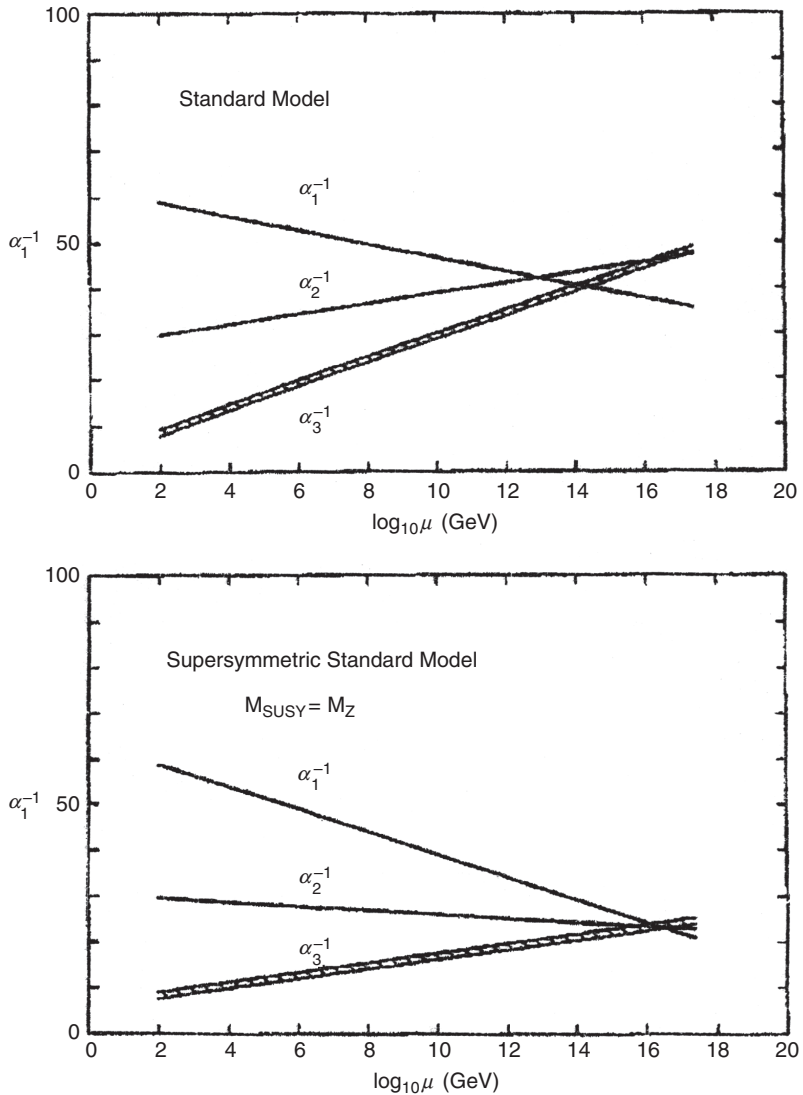 100
Standard Model
α₁⁻¹
α₁⁻¹ 50
α₂⁻¹
α₃⁻¹
0
0 2 4 6 8 10 12 14 16 18 20
log₁₀μ (GeV)
100
Supersymmetric Standard Model
M_SUSY = M_Z
α₁⁻¹
α₁⁻¹ 50
α₂⁻¹
α₃⁻¹
0
0 2 4 6 8 10 12 14 16 18 20
log₁₀μ (GeV)